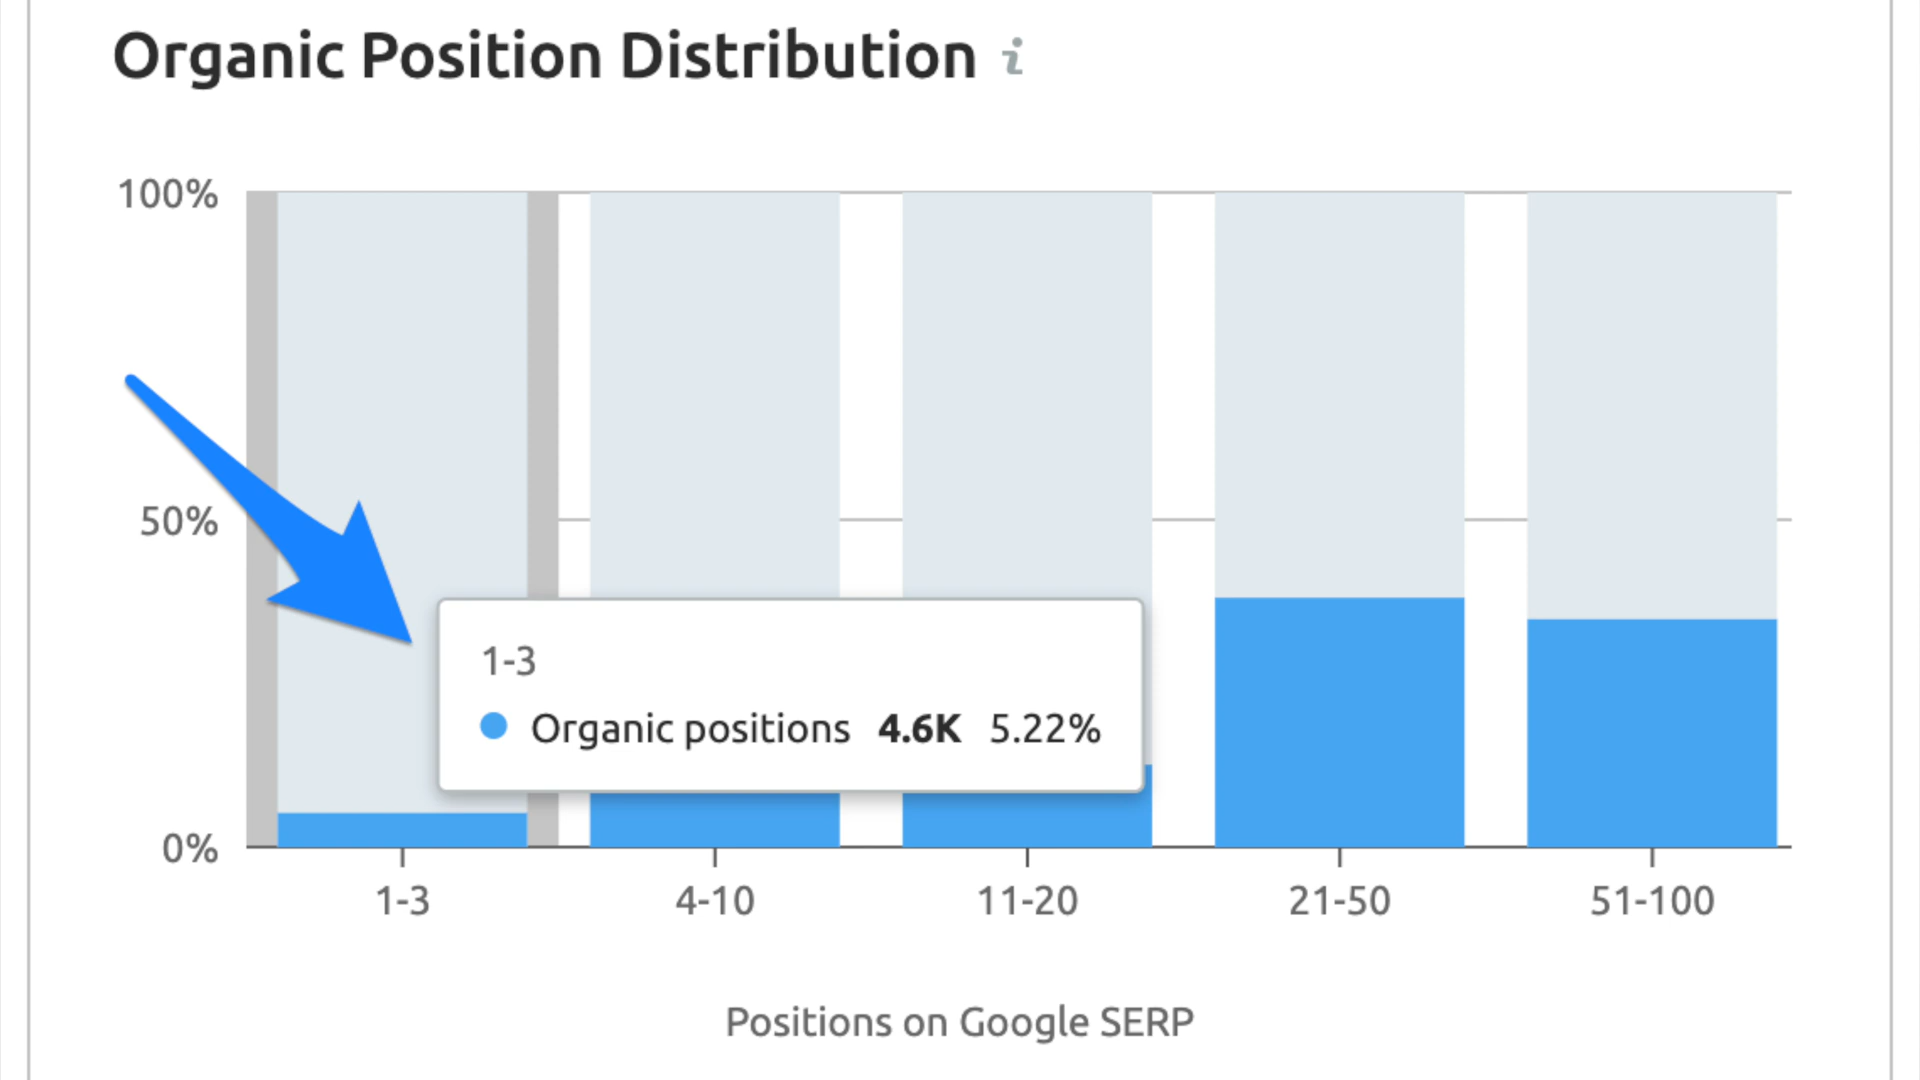 Organic Position Distribution i
100%
50%
0%
1-3
Organic positions 4.6K 5.22%
1-3 4-10 11-20 21-50 51-100
Positions on Google SERP